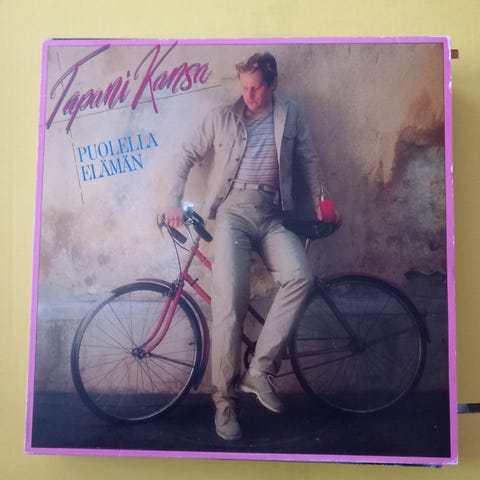 Tapani Kansa
PUOLELLA
ELÄMÄN